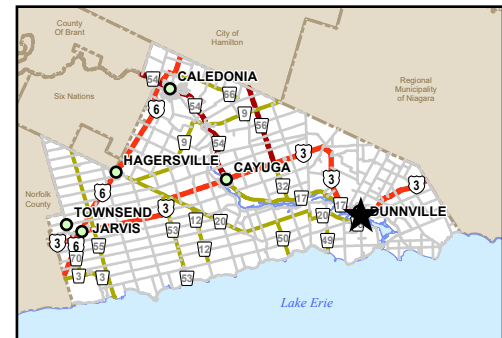 County
Of Brant
City of
Hamilton
Regional
Municipality
of Niagara
Six Nations
Norfolk
County
CALEDONIA
HAGERSVILLE
CAYUGA
TOWNSEND
JARVIS
DUNNVILLE
Lake Erie
54
66
6
54
9
56
9
54
3
3
3
32
6
17
17
3
12
20
20
53
3
6
55
12
50
49
70
3
3
53